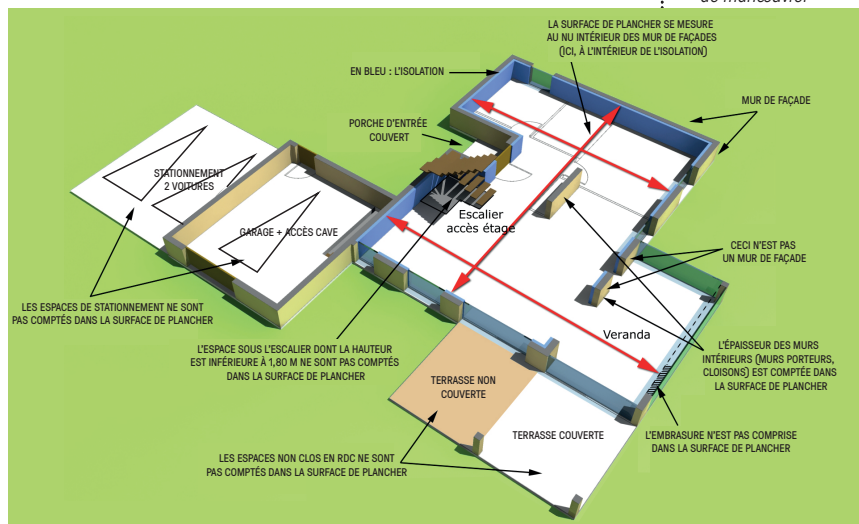 de manœuvrer
LA SURFACE DE PLANCHER SE MESURE
AU NU INTÉRIEUR DES MUR DE FAÇADES
(ICI, À L'INTÉRIEUR DE L'ISOLATION)
EN BLEU : L'ISOLATION
MUR DE FAÇADE
PORCHE D'ENTRÉE
COUVERT
STATIONNEMENT
2 VOITURES
GARAGE + ACCÈS CAVE
Escalier
accès étage
CECI N'EST PAS
UN MUR DE FAÇADE
LES ESPACES DE STATIONNEMENT NE SONT
PAS COMPTÉS DANS LA SURFACE DE PLANCHER
L'ESPACE SOUS L'ESCALIER DONT LA HAUTEUR
EST INFÉRIEURE À 1,80 M NE SONT PAS COMPTÉS
DANS LA SURFACE DE PLANCHER
Veranda
L'ÉPAISSEUR DES MURS
INTÉRIEURS (MURS PORTEURS,
CLOISONS) EST COMPTÉE DANS
LA SURFACE DE PLANCHER
TERRASSE NON
COUVERTE
TERRASSE COUVERTE
L'EMBRASURE N'EST PAS COMPRISE
DANS LA SURFACE DE PLANCHER
LES ESPACES NON CLOS EN RDC NE SONT
PAS COMPTÉS DANS LA SURFACE DE PLANCHER